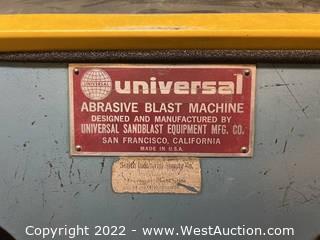 UNIVERSAL
universal
ABRASIVE BLAST MACHINE
DESIGNED AND MANUFACTURED BY
UNIVERSAL SANDBLAST EQUIPMENT MFG. CO.
SAN FRANCISCO, CALIFORNIA
MADE IN U.S.A.
Copyright © 2022 - WestAuction.com